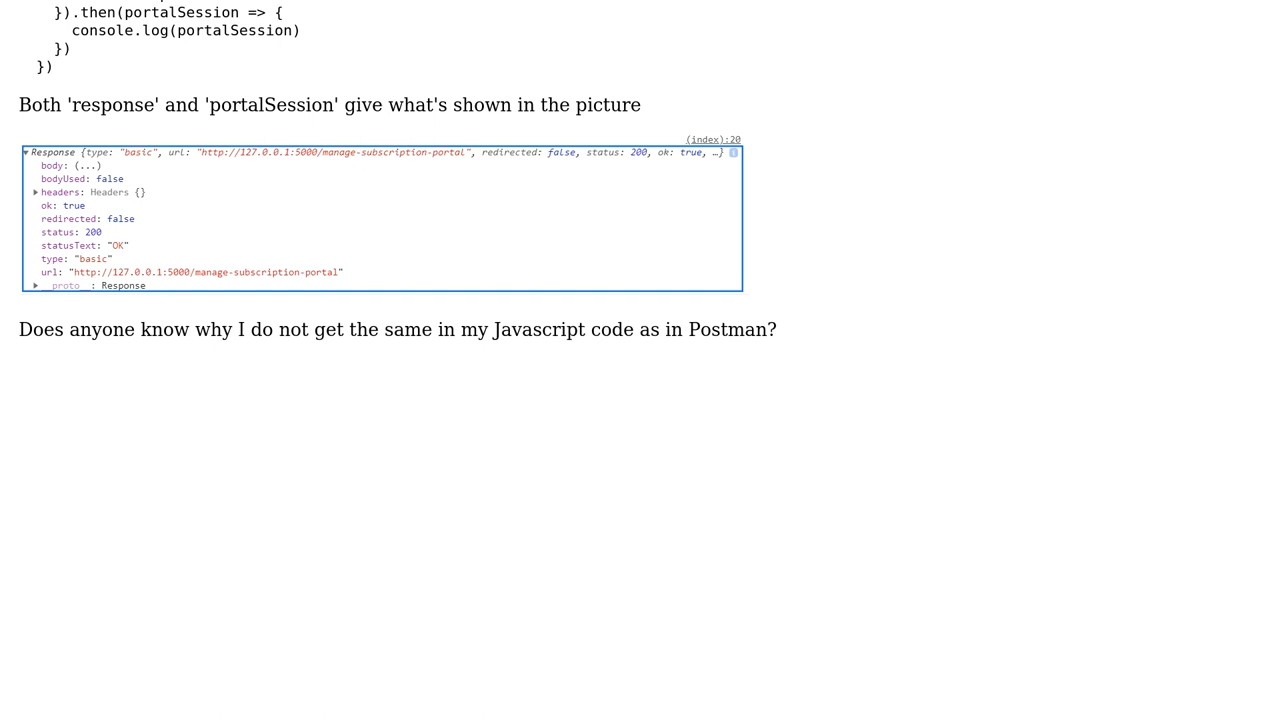 }).then(portalSession => {
console.log(portalSession)
})
})
Both 'response' and 'portalSession' give what's shown in the picture
(index):20
Response {type: "basic", url: "http://127.0.0.1:5000/manage-subscription-portal", redirected: false, status: 200, ok: true, …} i
body: (...)
bodyUsed: false
headers: Headers {}
ok: true
redirected: false
status: 200
statusText: "OK"
type: "basic"
url: "http://127.0.0.1:5000/manage-subscription-portal"
__proto__: Response
Does anyone know why I do not get the same in my Javascript code as in Postman?